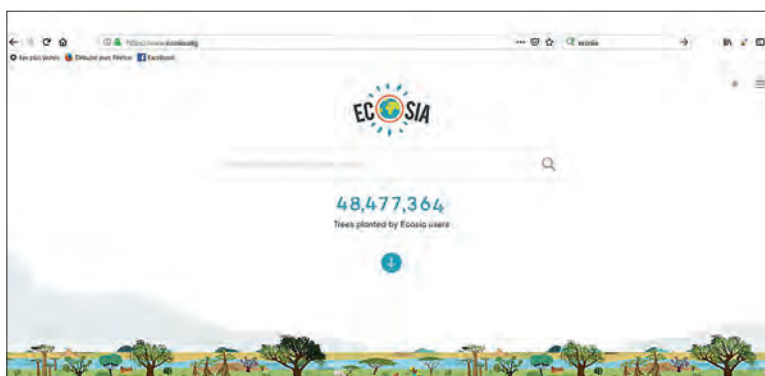 https://www.ecosia.org
ecosia
Les plus visités Débuter avec Firefox Facebook
ECOSIA
48,477,364
Trees planted by Ecosia users